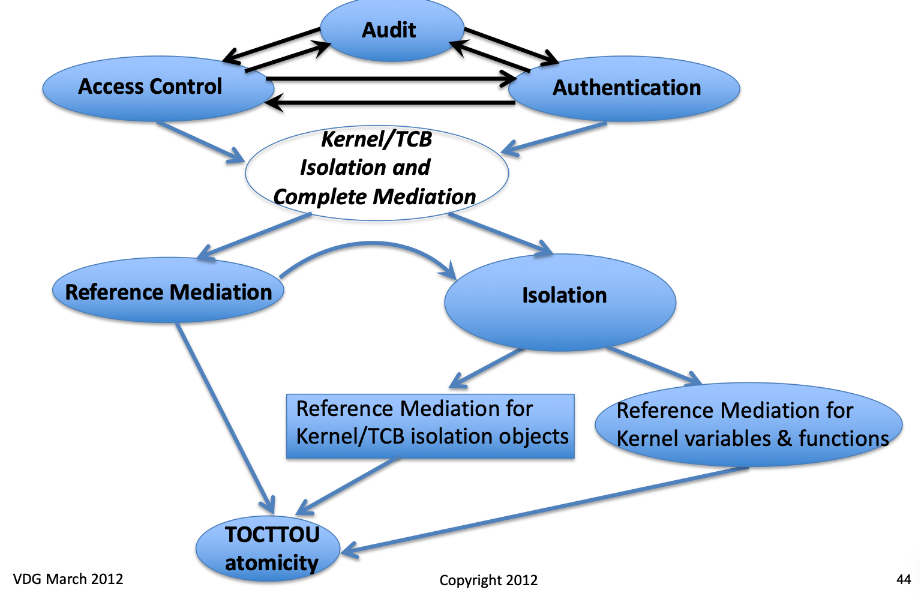 Audit
Access Control
Authentication
Kernel/TCB
Isolation and
Complete Mediation
Reference Mediation
Isolation
Reference Mediation for
Kernel/TCB isolation objects
Reference Mediation for
Kernel variables & functions
TOCTTOU
atomicity
VDG March 2012
Copyright 2012
44